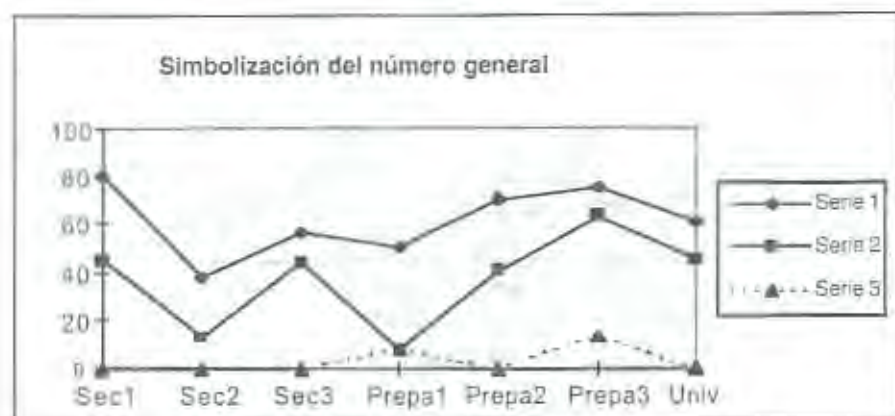 Simbolización del número general
100
80
60
40
20
0
Sec1 Sec2 Sec3 Prepa1 Prepa2 Prepa3 Univ
Serie 1
Serie 2
Serie 3